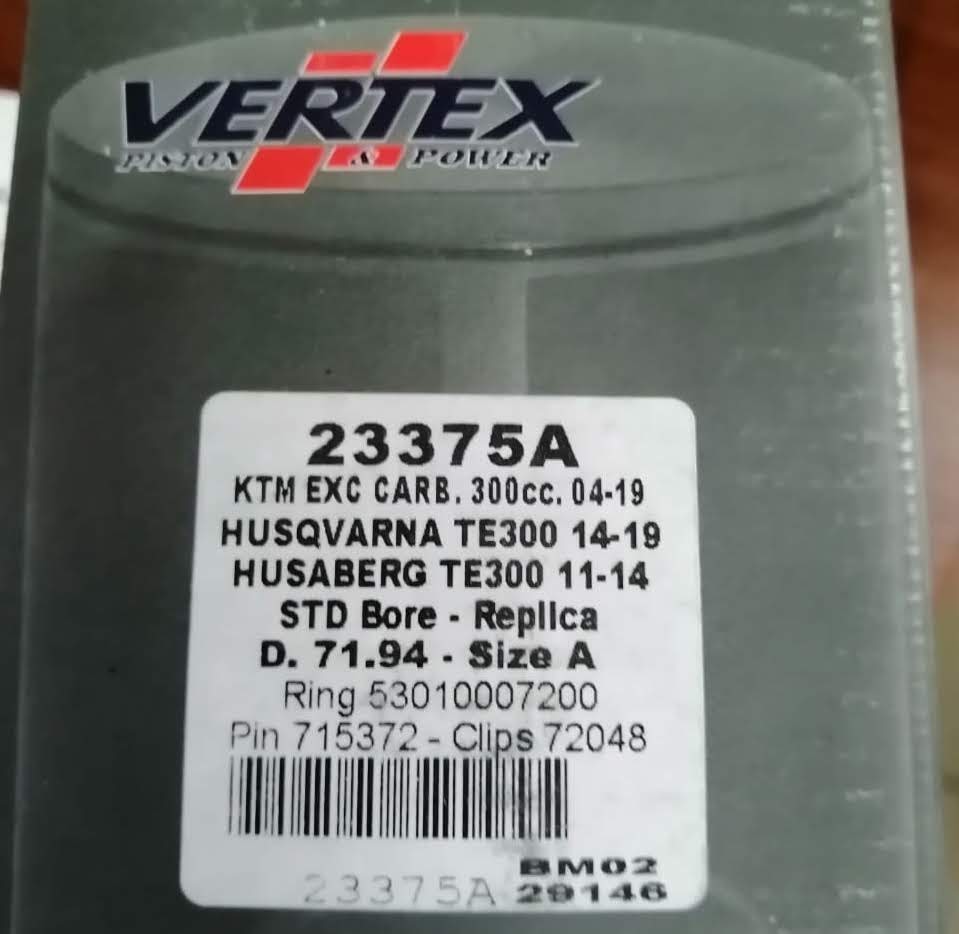 VERTEX
PISTON & POWER
23375A
KTM EXC CARB. 300cc. 04-19
HUSQVARNA TE300 14-19
HUSABERG TE300 11-14
STD Bore - Replica
D. 71.94 - Size A
Ring 53010007200
Pin 715372 - Clips 72048
BM02
23375A 29146